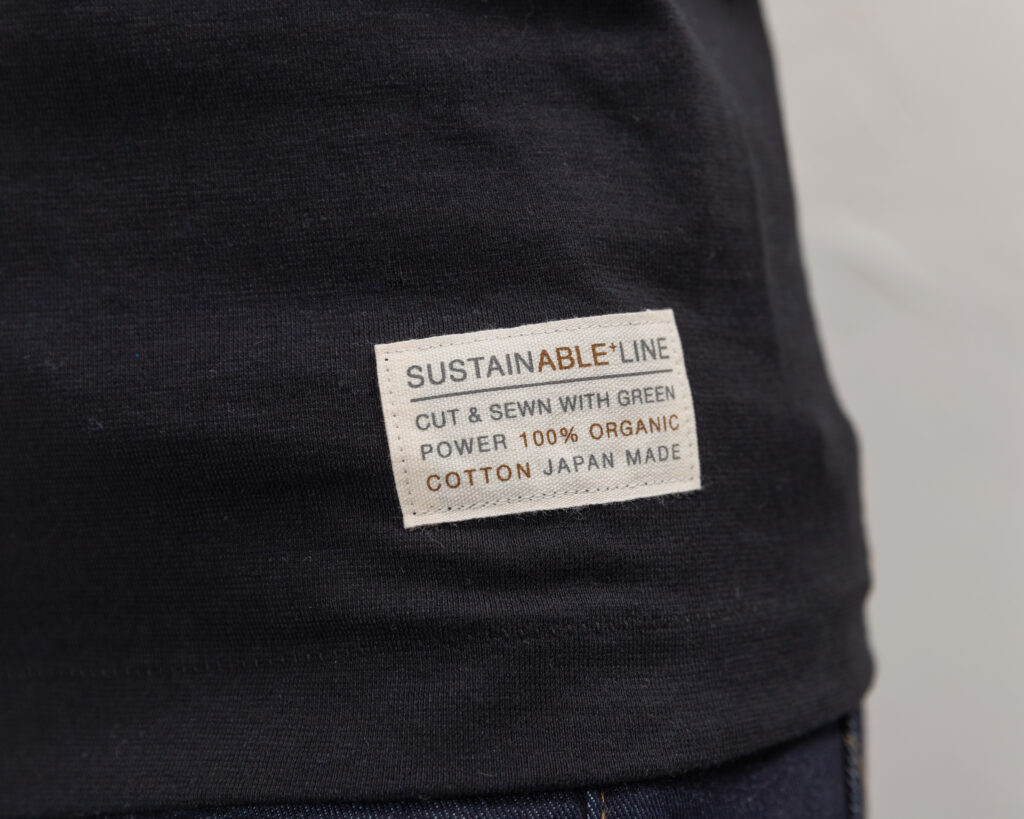 SUSTAINABLE+LINE
CUT & SEWN WITH GREEN
POWER 100% ORGANIC
COTTON JAPAN MADE